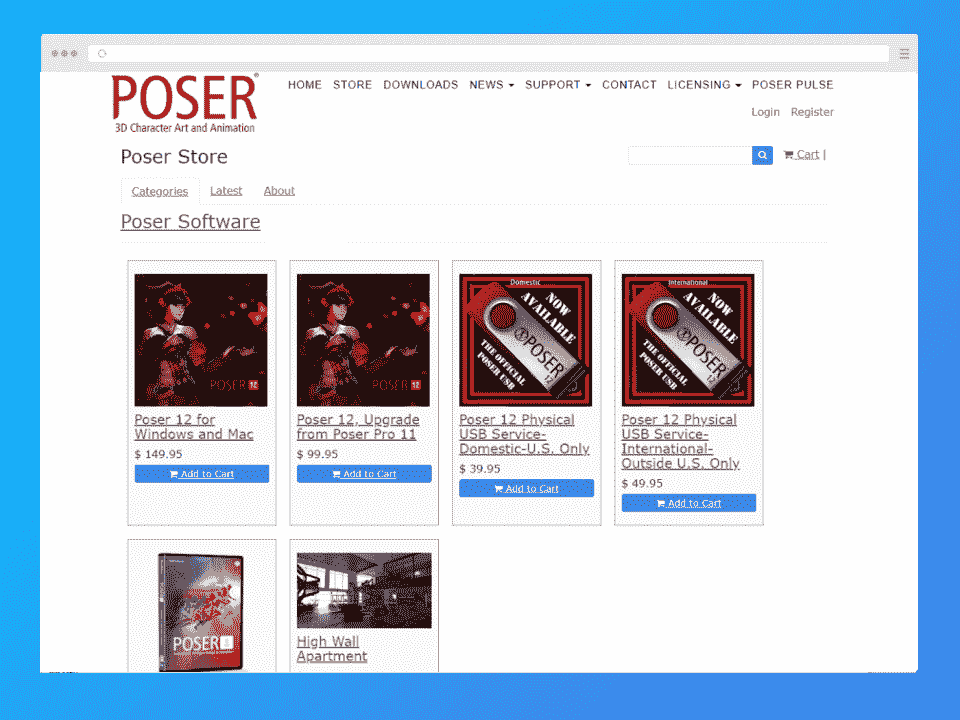 POSER®
3D Character Art and Animation
HOME STORE DOWNLOADS NEWS SUPPORT CONTACT LICENSING POSER PULSE
Login Register
Poser Store
Cart |
Categories Latest About
Poser Software
POSER 12
POSER 12
Domestic
NOW
AVAILABLE
POSER
12
THE OFFICIAL
POSER USB
International
NOW
AVAILABLE
POSER
12
THE OFFICIAL
POSER USB
Poser 12 for
Windows and Mac
$ 149.95
Add to Cart
Poser 12, Upgrade
from Poser Pro 11
$ 99.95
Add to Cart
Poser 12 Physical
USB Service-
Domestic-U.S. Only
$ 39.95
Add to Cart
Poser 12 Physical
USB Service-
International-
Outside U.S. Only
$ 49.95
Add to Cart
POSER
High Wall
Apartment